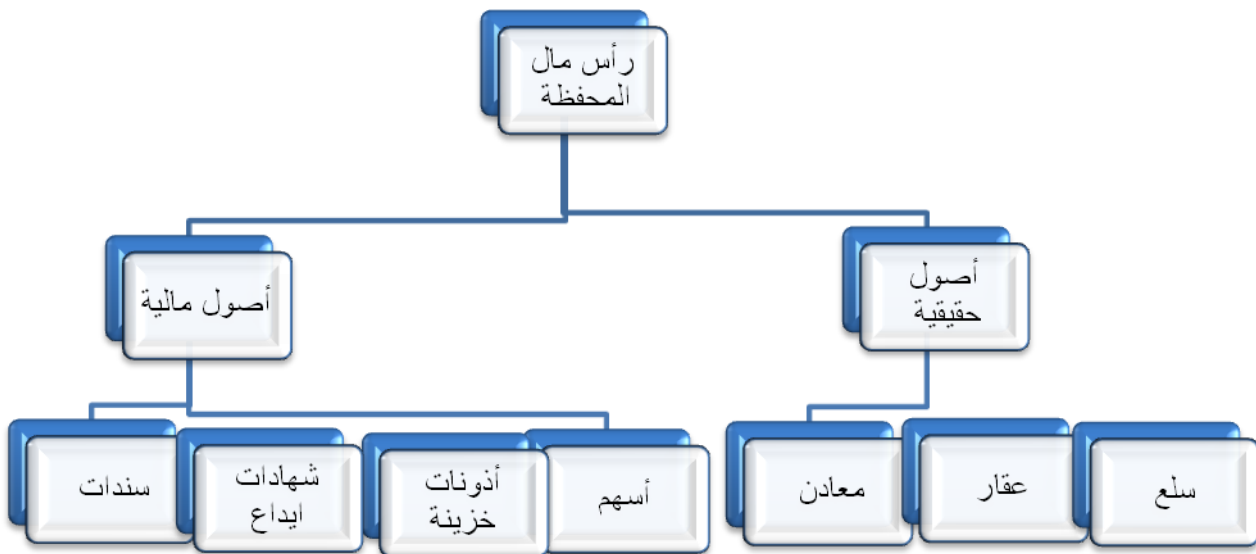 رأس مال
المحفظة
أصول
حقيقية
أصول مالية
سلع
عقار
معادن
أسهم
أذونات
خزينة
شهادات
ايداع
سندات